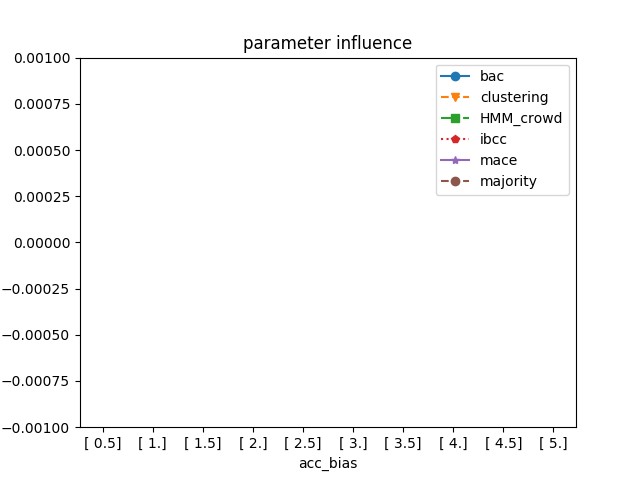 parameter influence
0.00100
0.00075
0.00050
0.00025
0.00000
−0.00025
−0.00050
−0.00075
−0.00100
bac
clustering
HMM_crowd
ibcc
mace
majority
[ 0.5] [ 1.] [ 1.5] [ 2.] [ 2.5] [ 3.] [ 3.5] [ 4.] [ 4.5] [ 5.]
acc_bias